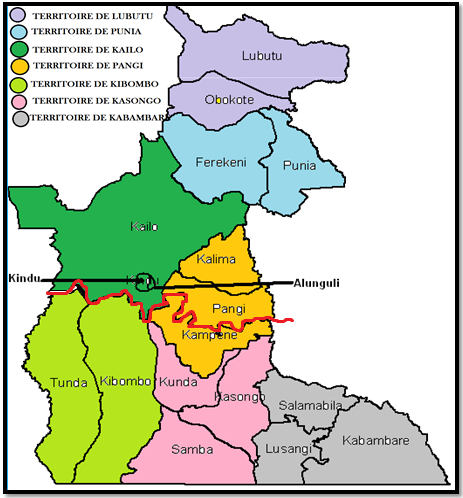 TERRITOIRE DE LUBUTU
TERRITOIRE DE PUNIA
TERRITOIRE DE KAILO
TERRITOIRE DE PANGI
TERRITOIRE DE KIBOMBO
TERRITOIRE DE KASONGO
TERRITOIRE DE KABAMBARE
Lubutu
Obokote
Ferekeni
Punia
Kailo
Kalima
Kindu
Alunguli
Pangi
Kampene
Tunda
Kibombo
Kunda
Kasongo
Salamabila
Samba
Lusangi
Kabambare